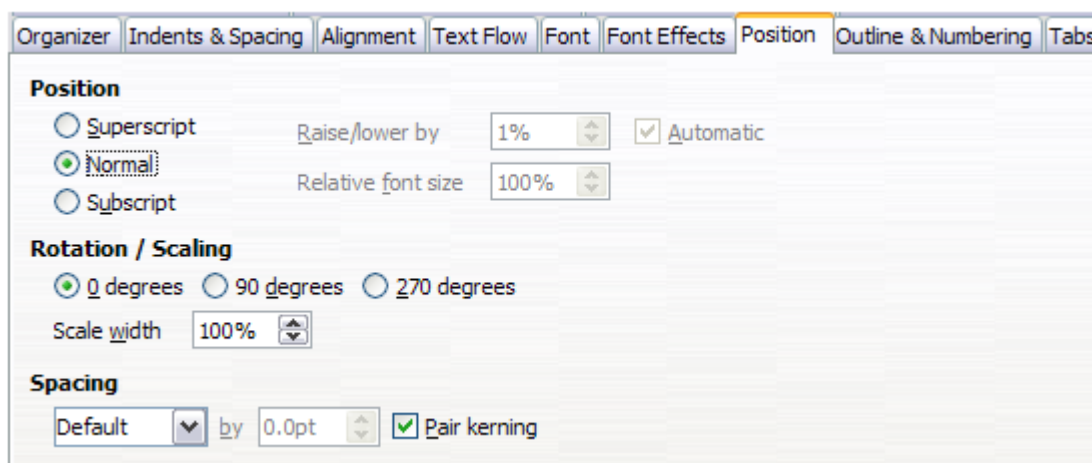 Organizer Indents & Spacing Alignment Text Flow Font Font Effects Position Outline & Numbering Tabs
Position
Superscript Raise/lower by 1% Automatic
Normal
Relative font size 100%
Subscript
Rotation / Scaling
0 degrees 90 degrees 270 degrees
Scale width 100%
Spacing
Default by 0.0pt Pair kerning